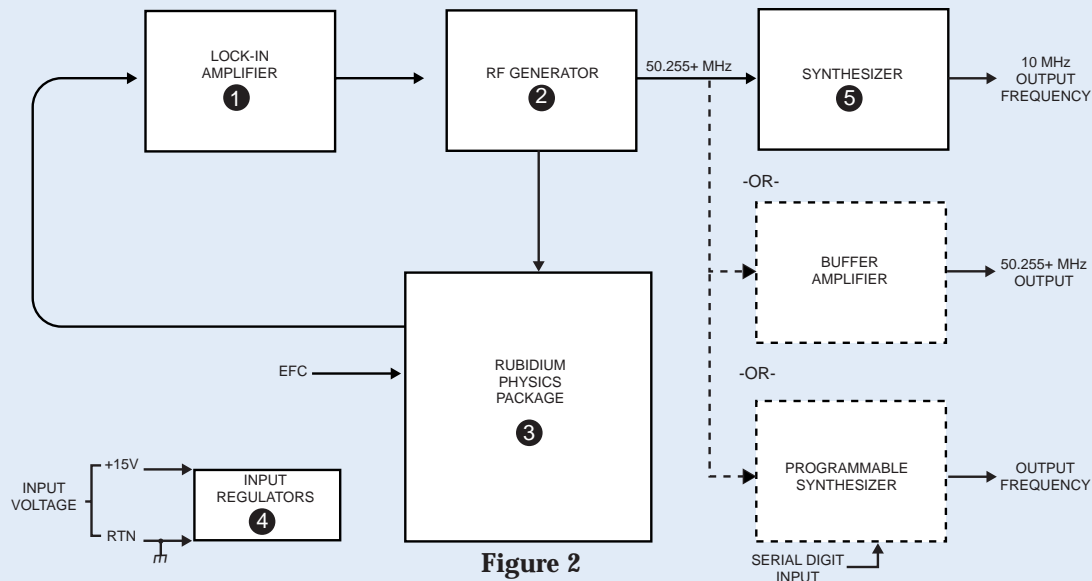 LOCK-IN
AMPLIFIER
1
RF GENERATOR
2
50.255+ MHz
SYNTHESIZER
5
10 MHz
OUTPUT
FREQUENCY
-OR-
BUFFER
AMPLIFIER
50.255+ MHz
OUTPUT
EFC
RUBIDIUM
PHYSICS
PACKAGE
3
-OR-
PROGRAMMABLE
SYNTHESIZER
OUTPUT
FREQUENCY
INPUT
VOLTAGE
+15V
RTN
INPUT
REGULATORS
4
SERIAL DIGIT
INPUT
Figure 2